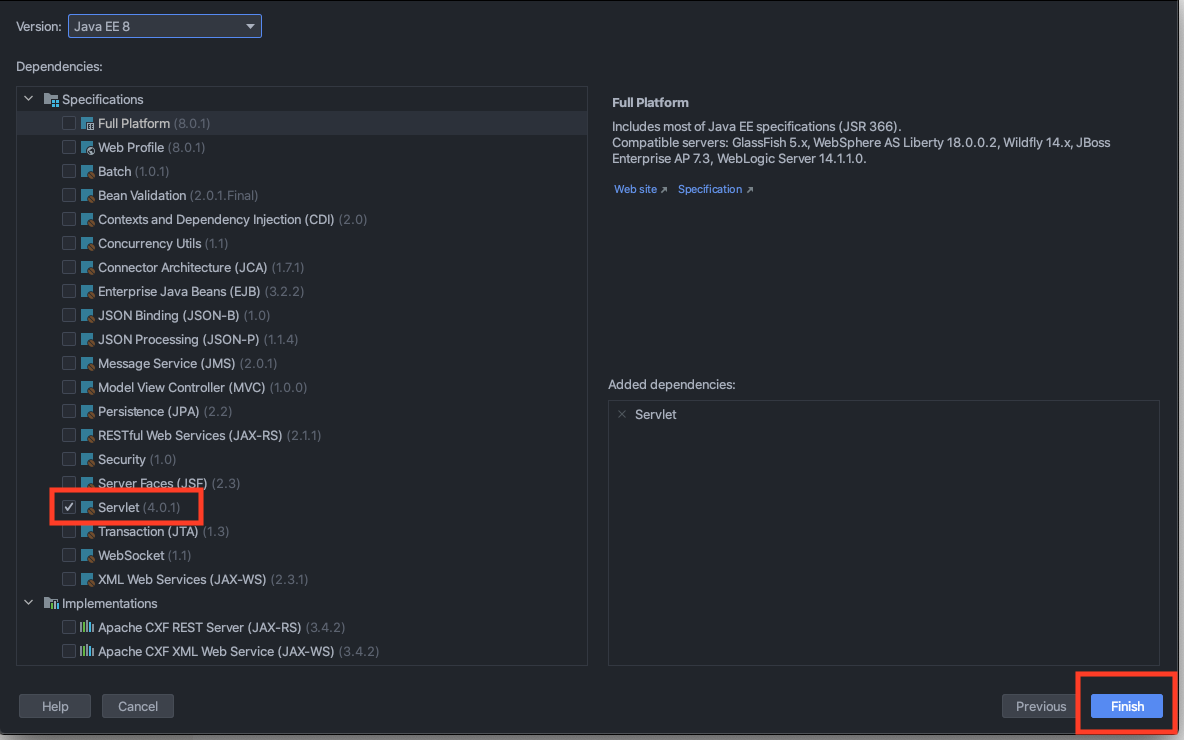 Version: Java EE 8
Dependencies:
Specifications
Full Platform (8.0.1)
Web Profile (8.0.1)
Batch (1.0.1)
Bean Validation (2.0.1.Final)
Contexts and Dependency Injection (CDI) (2.0)
Concurrency Utils (1.1)
Connector Architecture (JCA) (1.7.1)
Enterprise Java Beans (EJB) (3.2.2)
JSON Binding (JSON-B) (1.0)
JSON Processing (JSON-P) (1.1.4)
Message Service (JMS) (2.0.1)
Model View Controller (MVC) (1.0.0)
Persistence (JPA) (2.2)
RESTful Web Services (JAX-RS) (2.1.1)
Security (1.0)
Server Faces (JSF) (2.3)
Servlet (4.0.1)
Transaction (JTA) (1.3)
WebSocket (1.1)
XML Web Services (JAX-WS) (2.3.1)
Implementations
Apache CXF REST Server (JAX-RS) (3.4.2)
Apache CXF XML Web Service (JAX-WS) (3.4.2)
Full Platform
Includes most of Java EE specifications (JSR 366).
Compatible servers: GlassFish 5.x, WebSphere AS Liberty 18.0.0.2, Wildfly 14.x, JBoss
Enterprise AP 7.3, WebLogic Server 14.1.1.0.
Web site ↗ Specification ↗
Added dependencies:
Servlet
Help Cancel Previous Finish